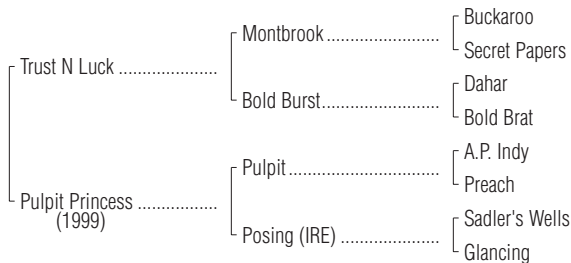 Buckaroo
Montbrook
Secret Papers
Trust N Luck
Dahar
Bold Burst
Bold Brat
A.P. Indy
Pulpit
Preach
Pulpit Princess
(1999)
Sadler's Wells
Posing (IRE)
Glancing